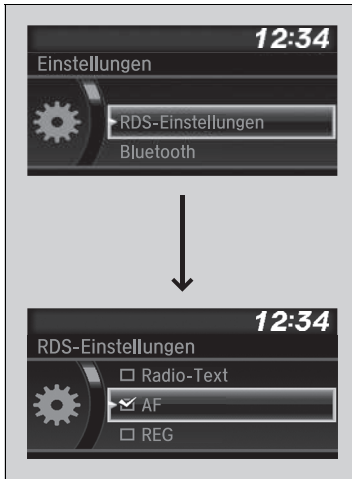 12:34
Einstellungen
RDS-Einstellungen
Bluetooth
12:34
RDS-Einstellungen
Radio-Text
AF
REG